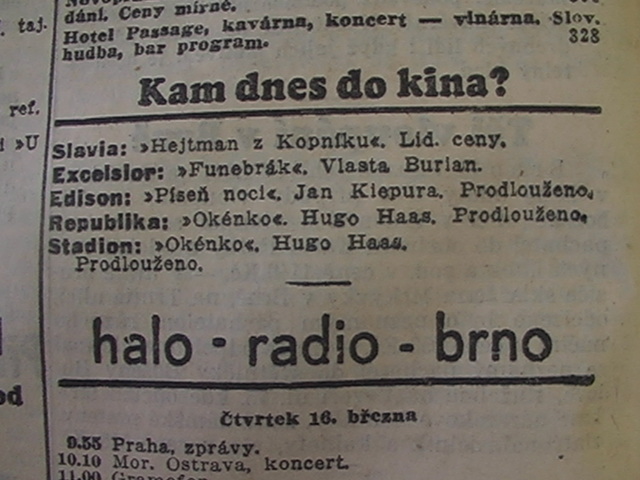 dání. Ceny mírné.
Hotel Passage, kavárna, koncert — vinárna. Slov.
hudba, bar program. 328
taj.
ref.
»U
Kam dnes do kina?
Slavia: »Hejtman z Kopníku«. Lid. ceny.
Excelsior: »Funebrák«. Vlasta Burian.
Edison: »Píseň noci«. Jan Kiepura. Prodlouženo.
Republika: »Okénko«. Hugo Haas. Prodlouženo.
Stadion: »Okénko«. Hugo Haas.
Prodlouženo.
halo - radio - brno
Čtvrtek 16. března
9.55 Praha, zprávy.
10.10 Mor. Ostrava, koncert.